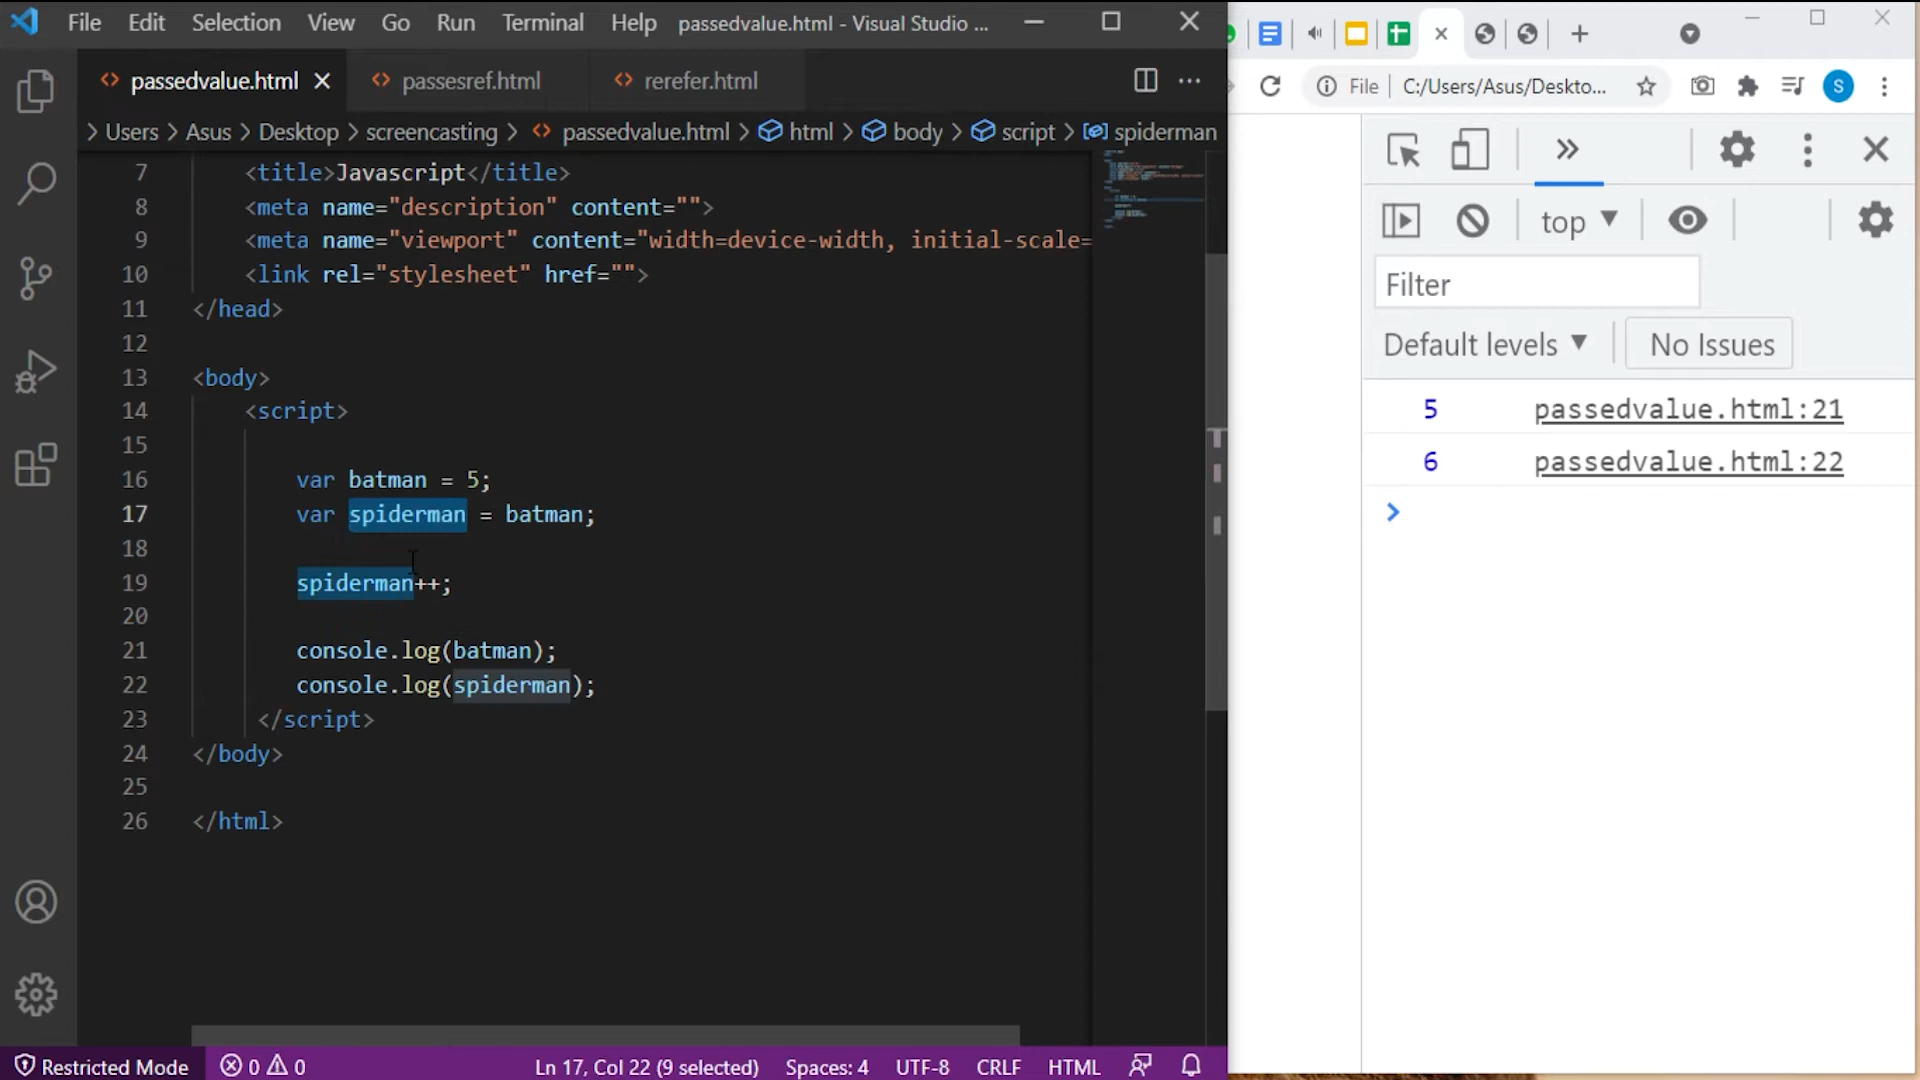 File Edit Selection View Go Run Terminal Help passedvalue.html - Visual Studio ...
passedvalue.html passesref.html rerefer.html ...
> Users > Asus > Desktop > screencasting > passedvalue.html > html > body > script > spiderman
7 <title>Javascript</title>
8 <meta name="description" content="">
9 <meta name="viewport" content="width=device-width, initial-scale=
10 <link rel="stylesheet" href="">
11 </head>
12
13 <body>
14 <script>
15
16 var batman = 5;
17 var spiderman = batman;
18
19 spiderman++;
20
21 console.log(batman);
22 console.log(spiderman);
23 </script>
24 </body>
25
26 </html>
Restricted Mode 0 0 Ln 17, Col 22 (9 selected) Spaces: 4 UTF-8 CRLF HTML
File C:/Users/Asus/Deskto... S
top
Filter
Default levels No Issues
5 passedvalue.html:21
6 passedvalue.html:22
>